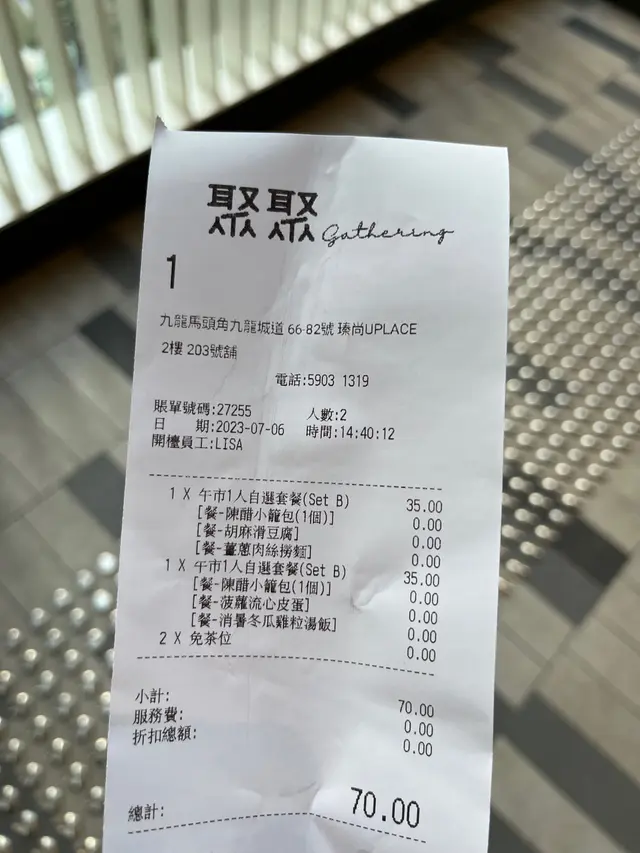 聚聚 Gathering
1
九龍馬頭角九龍城道 66-82號 瑧尚UPLACE
2樓 203號舖
電話:5903 1319
賬單號碼:27255 人數:2
日 期:2023-07-06 時間:14:40:12
開檯員工:LISA
1 X 午市1人自選套餐(Set B) 35.00
[餐-陳醋小籠包(1個)] 0.00
[餐-胡麻滑豆腐] 0.00
[餐-薑蔥肉絲撈麵] 0.00
1 X 午市1人自選套餐(Set B) 35.00
[餐-陳醋小籠包(1個)] 0.00
[餐-菠蘿流心皮蛋] 0.00
[餐-消暑冬瓜雞粒湯飯] 0.00
2 X 免茶位 0.00
小計: 70.00
服務費: 0.00
折扣總額: 0.00
總計: 70.00